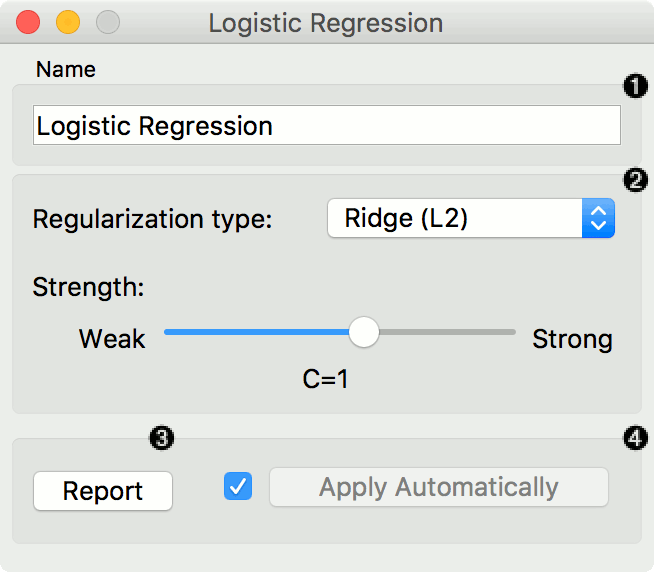 Logistic Regression
Name
❶
Logistic Regression
❷
Regularization type: Ridge (L2)
Strength:
Weak Strong
C=1
❸ ❹
Report Apply Automatically